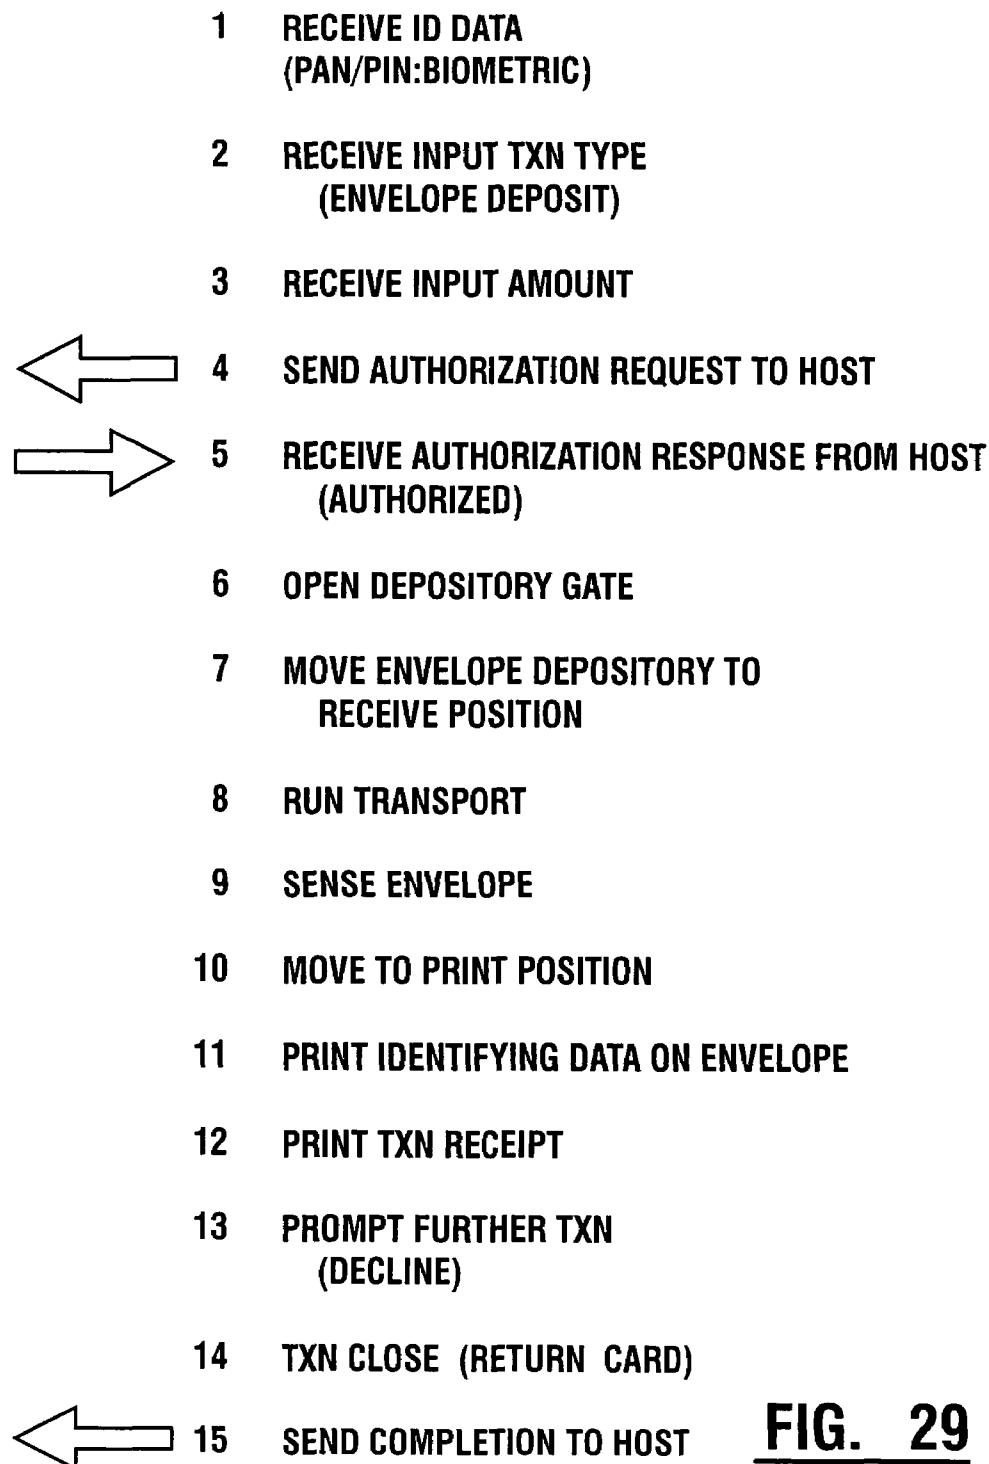 1 RECEIVE ID DATA
(PAN/PIN:BIOMETRIC)
2 RECEIVE INPUT TXN TYPE
(ENVELOPE DEPOSIT)
3 RECEIVE INPUT AMOUNT
4 SEND AUTHORIZATION REQUEST TO HOST
5 RECEIVE AUTHORIZATION RESPONSE FROM HOST
(AUTHORIZED)
6 OPEN DEPOSITORY GATE
7 MOVE ENVELOPE DEPOSITORY TO
RECEIVE POSITION
8 RUN TRANSPORT
9 SENSE ENVELOPE
10 MOVE TO PRINT POSITION
11 PRINT IDENTIFYING DATA ON ENVELOPE
12 PRINT TXN RECEIPT
13 PROMPT FURTHER TXN
(DECLINE)
14 TXN CLOSE (RETURN CARD)
15 SEND COMPLETION TO HOST
FIG. 29